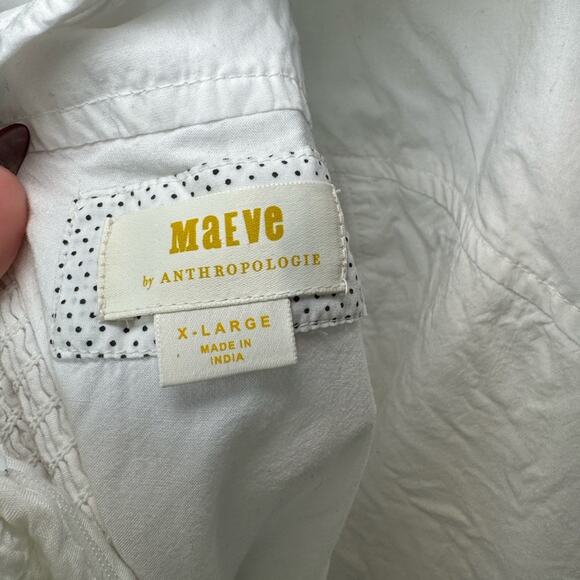 MaEVe
by ANTHROPOLOGIE
X-LARGE
MADE IN
INDIA